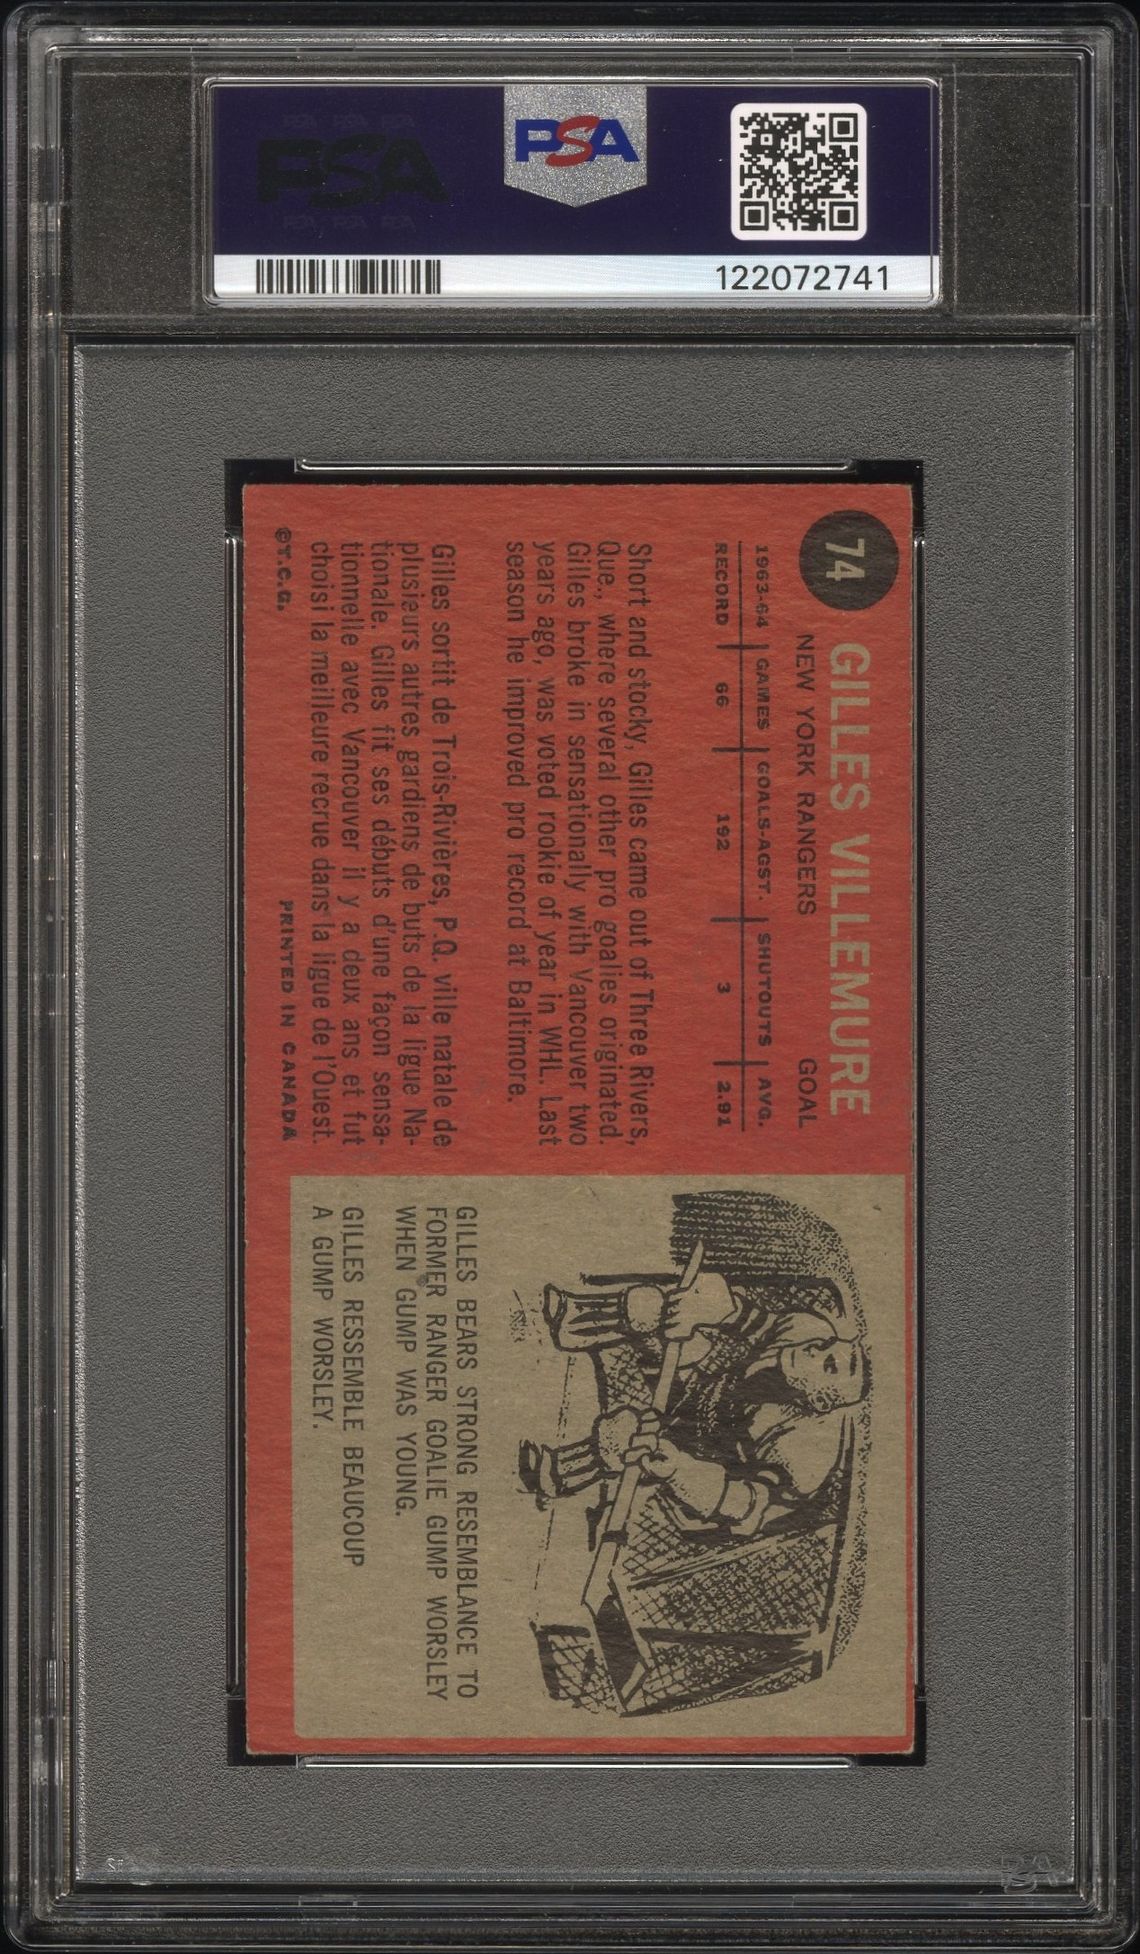 PSA
PSA
122072741
74
GILLES VILLEMURE
NEW YORK RANGERS GOAL
1963-64 GAMES GOALS-AGST. SHUTOUTS AVG.
RECORD 66 192 3 2.91
Short and stocky, Gilles came out of Three Rivers,
Que., where several other pro goalies originated.
Gilles broke in sensationally with Vancouver two
years ago, was voted rookie of year in WHL. Last
season he improved pro record at Baltimore.
Gilles sortit de Trois-Rivières, P.Q. ville natale de
plusieurs autres gardiens de buts de la ligue Na-
tionale. Gilles fit ses débuts d'une façon sensa-
tionnelle avec Vancouver il y a deux ans et fut
choisi la meilleure recrue dans la ligue de l'Ouest.
©T.C.G. PRINTED IN CANADA
GILLES BEARS STRONG RESEMBLANCE TO
FORMER RANGER GOALIE GUMP WORSLEY
WHEN GUMP WAS YOUNG.
GILLES RESSEMBLE BEAUCOUP
A GUMP WORSLEY.